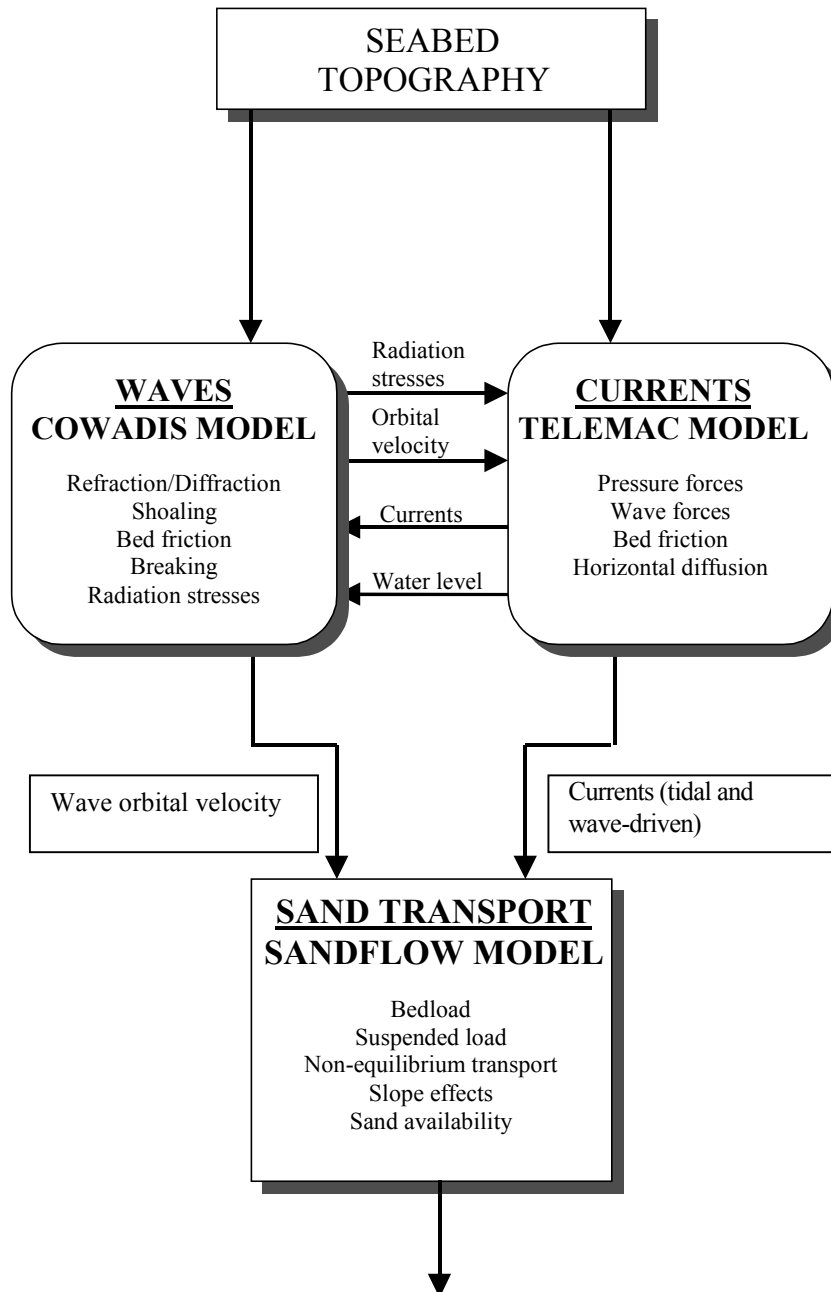 SEABED
TOPOGRAPHY
Radiation
stresses
Orbital
velocity
Currents
Water level
WAVES
COWADIS MODEL
Refraction/Diffraction
Shoaling
Bed friction
Breaking
Radiation stresses
CURRENTS
TELEMAC MODEL
Pressure forces
Wave forces
Bed friction
Horizontal diffusion
Wave orbital velocity
Currents (tidal and
wave-driven)
SAND TRANSPORT
SANDFLOW MODEL
Bedload
Suspended load
Non-equilibrium transport
Slope effects
Sand availability